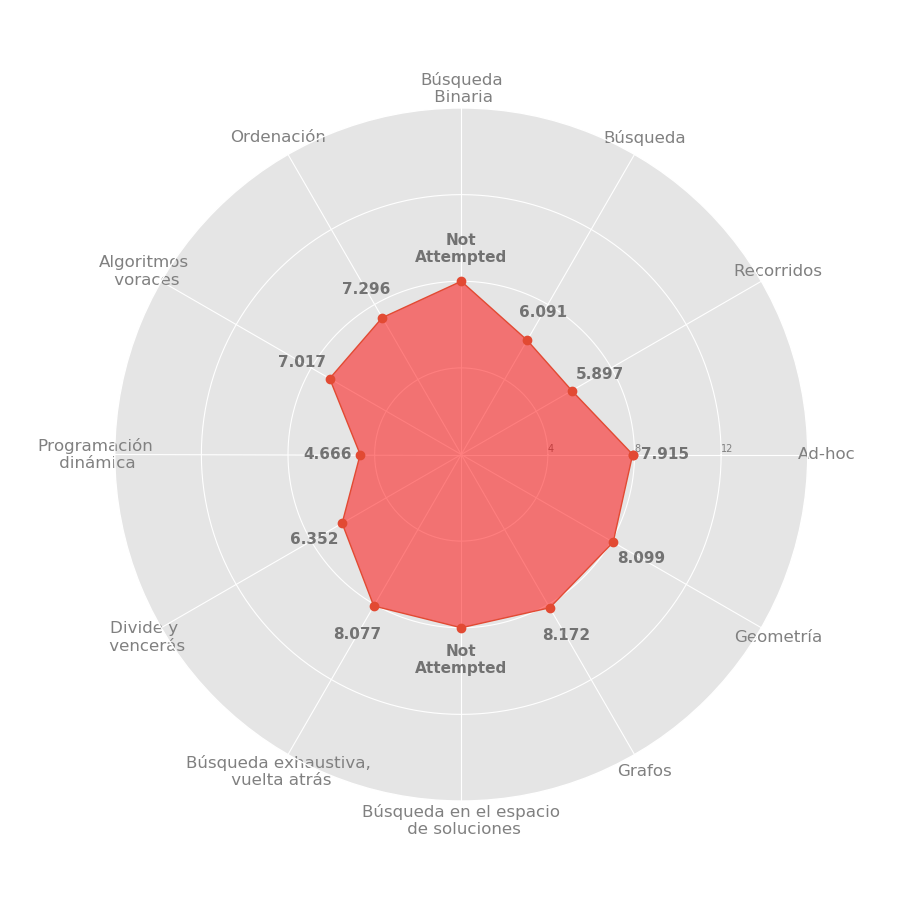 Búsqueda
Binaria
Ordenación
Búsqueda
Not
Attempted
Algoritmos
voraces
Recorridos
7.296
6.091
7.017
5.897
Programación
dinámica
4.666
4
8
12
7.915
Ad-hoc
6.352
8.099
Divide y
vencerás
8.077
Not
Attempted
8.172
Geometría
Búsqueda exhaustiva,
vuelta atrás
Grafos
Búsqueda en el espacio
de soluciones